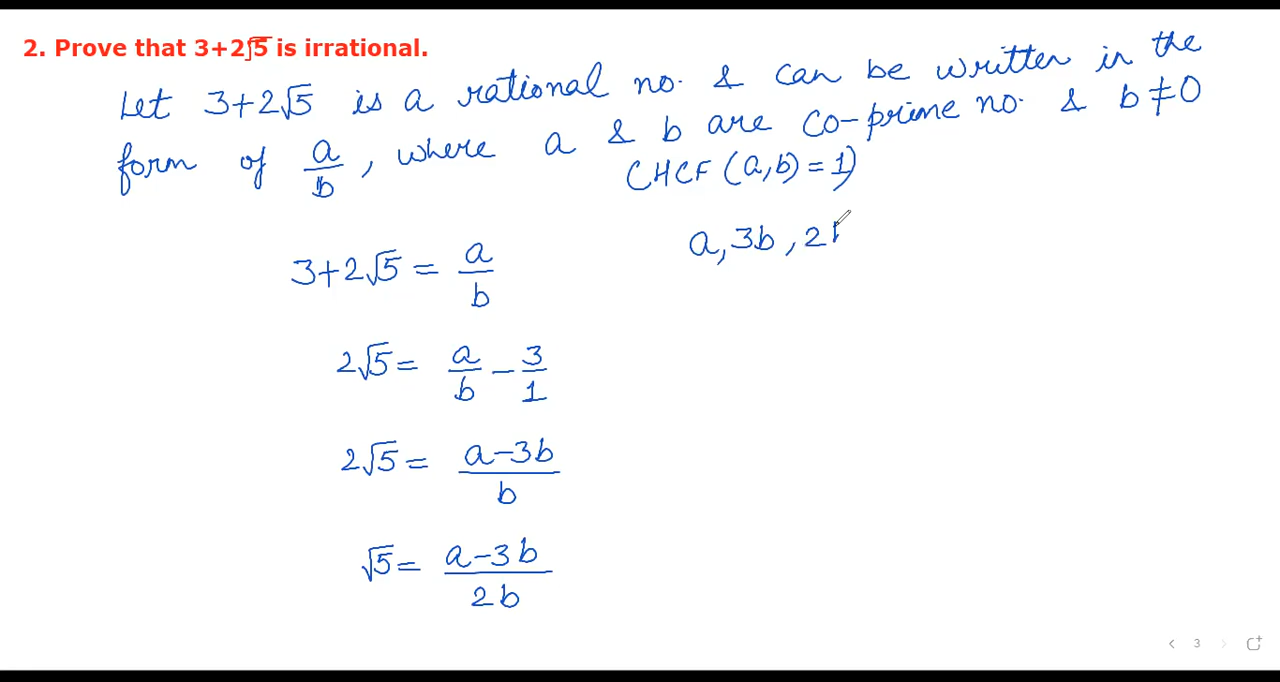 2. Prove that 3+2√5 is irrational.
Let 3+2√5 is a rational no. & can be written in the
form of a/b, where a & b are co-prime no. & b≠0
(HCF (a,b) = 1)
a, 3b, 2
3+2√5 = a/b
2√5 = a/b - 3/1
2√5 = a-3b/b
√5 = a-3b/2b
3